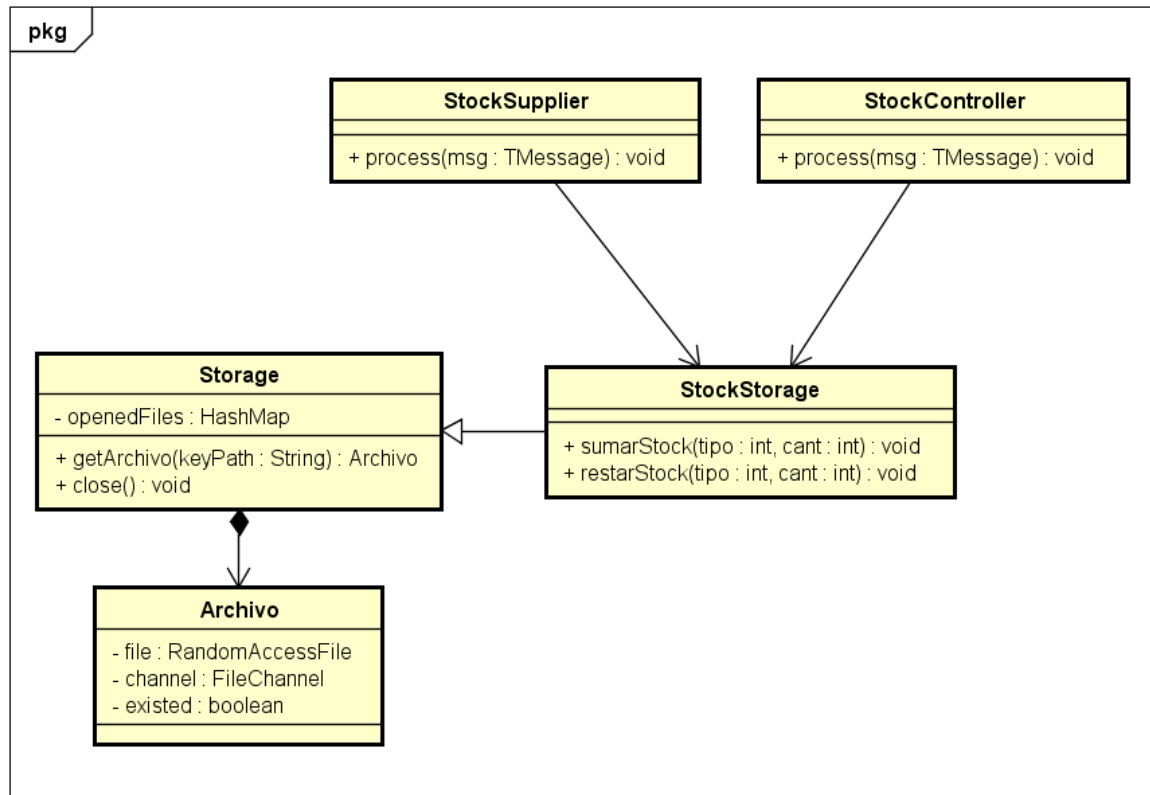 pkg
StockSupplier
+ process(msg : TMessage) : void
StockController
+ process(msg : TMessage) : void
Storage
- openedFiles : HashMap
+ getArchivo(keyPath : String) : Archivo
+ close() : void
StockStorage
+ sumarStock(tipo : int, cant : int) : void
+ restarStock(tipo : int, cant : int) : void
Archivo
- file : RandomAccessFile
- channel : FileChannel
- existed : boolean